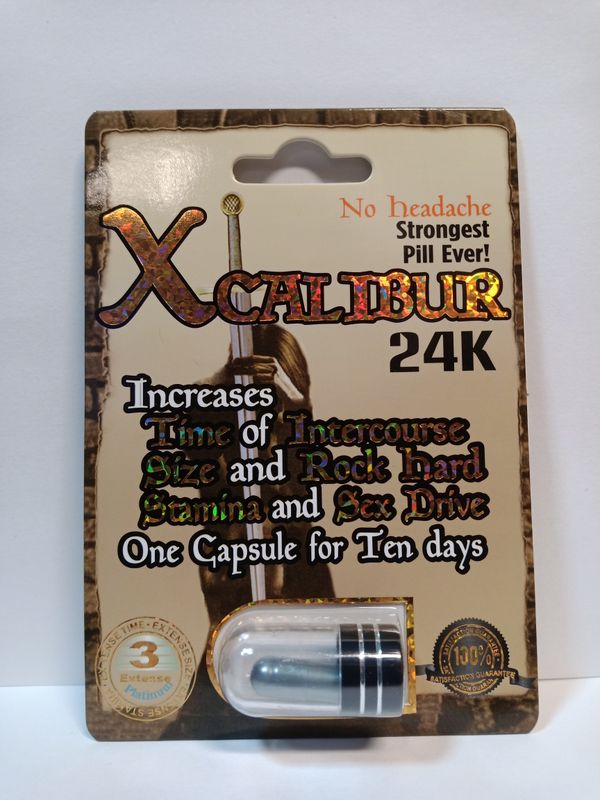 No headache
Strongest
Pill Ever!
XCALIBUR
24K
Increases
Time of Intercourse
Size and Rock hard
Stamina and Sex Drive
One Capsule for Ten days
3
Extense
Platinum
100%
SATISFACTION GUARANTEE